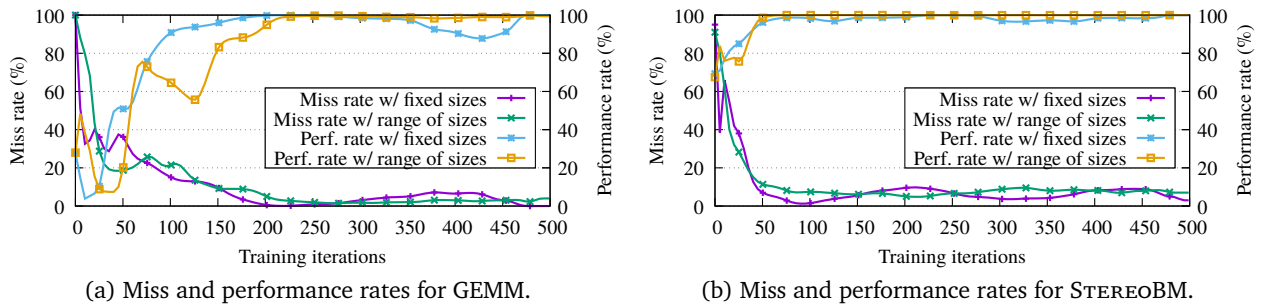 Miss rate (%)
100
80
60
40
20
0
Miss rate w/ fixed sizes
Miss rate w/ range of sizes
Perf. rate w/ fixed sizes
Perf. rate w/ range of sizes
100
80
60
40
20
0
Performance rate (%)
0 50 100 150 200 250 300 350 400 450 500
Training iterations
(a) Miss and performance rates for GEMM.
Miss rate (%)
100
80
60
40
20
0
Miss rate w/ fixed sizes
Miss rate w/ range of sizes
Perf. rate w/ fixed sizes
Perf. rate w/ range of sizes
100
80
60
40
20
0
Performance rate (%)
0 50 100 150 200 250 300 350 400 450 500
Training iterations
(b) Miss and performance rates for STEREOBM.